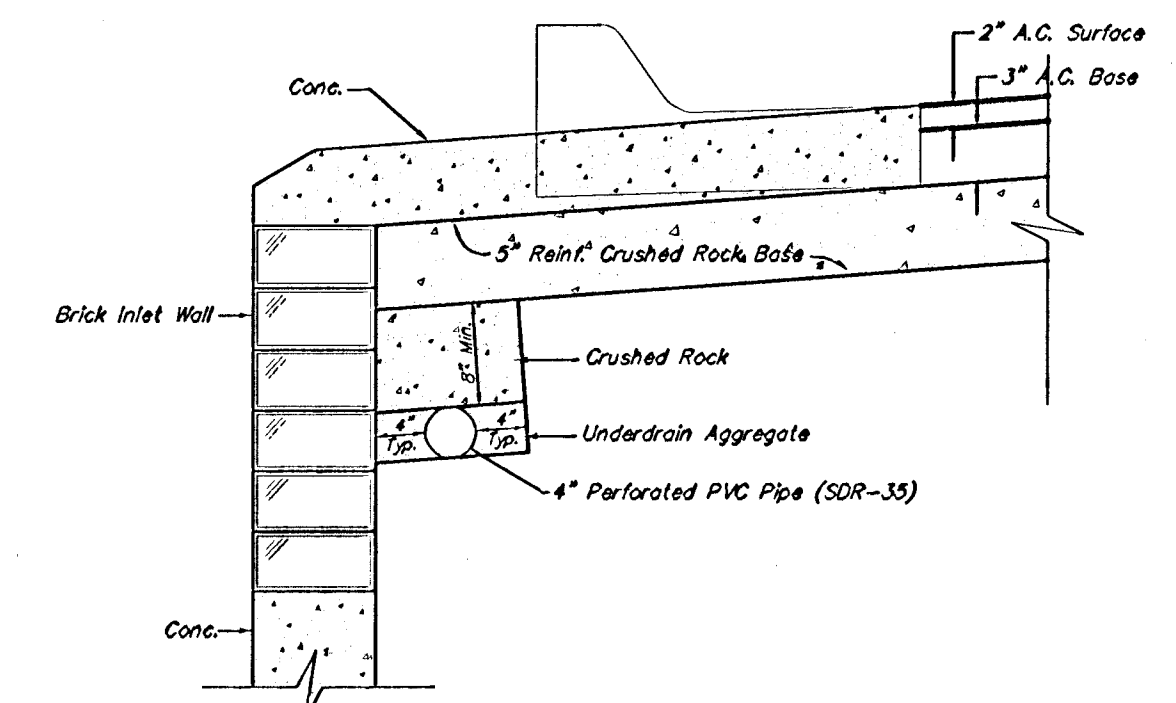 2" A.C. Surface
3" A.C. Base
Conc.
5" Reinf. Crushed Rock Base
Brick Inlet Wall
8" Min.
Crushed Rock
4" Typ.
4" Typ.
Underdrain Aggregate
4" Perforated PVC Pipe (SDR-35)
Conc.